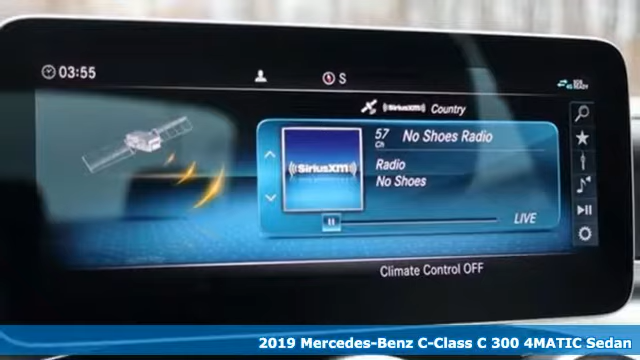 03:55
S
((SiriusXM)) Country
57 No Shoes Radio
Ch
((SiriusXM))
Radio
No Shoes
LIVE
Climate Control OFF
2019 Mercedes-Benz C-Class C 300 4MATIC Sedan